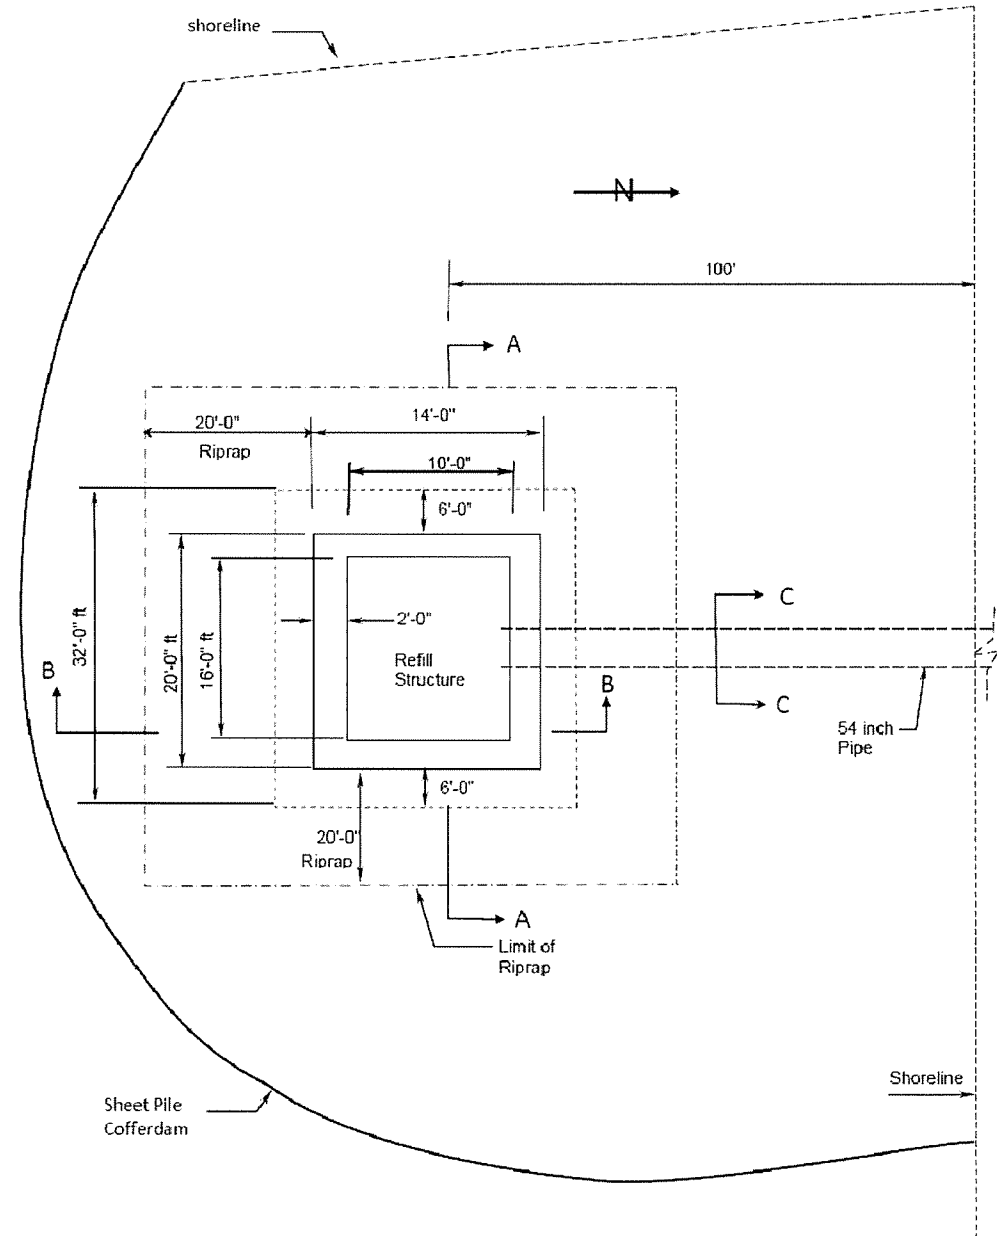 shoreline
N
100'
A
14'-0"
20'-0"
Riprap
10'-0"
6'-0"
C
2'-0"
32'-0" ft
20'-0" ft
16'-0" ft
Refill
Structure
B
B
C
54 inch
Pipe
6'-0"
20'-0"
Riprap
A
Limit of
Riprap
Shoreline
Sheet Pile
Cofferdam